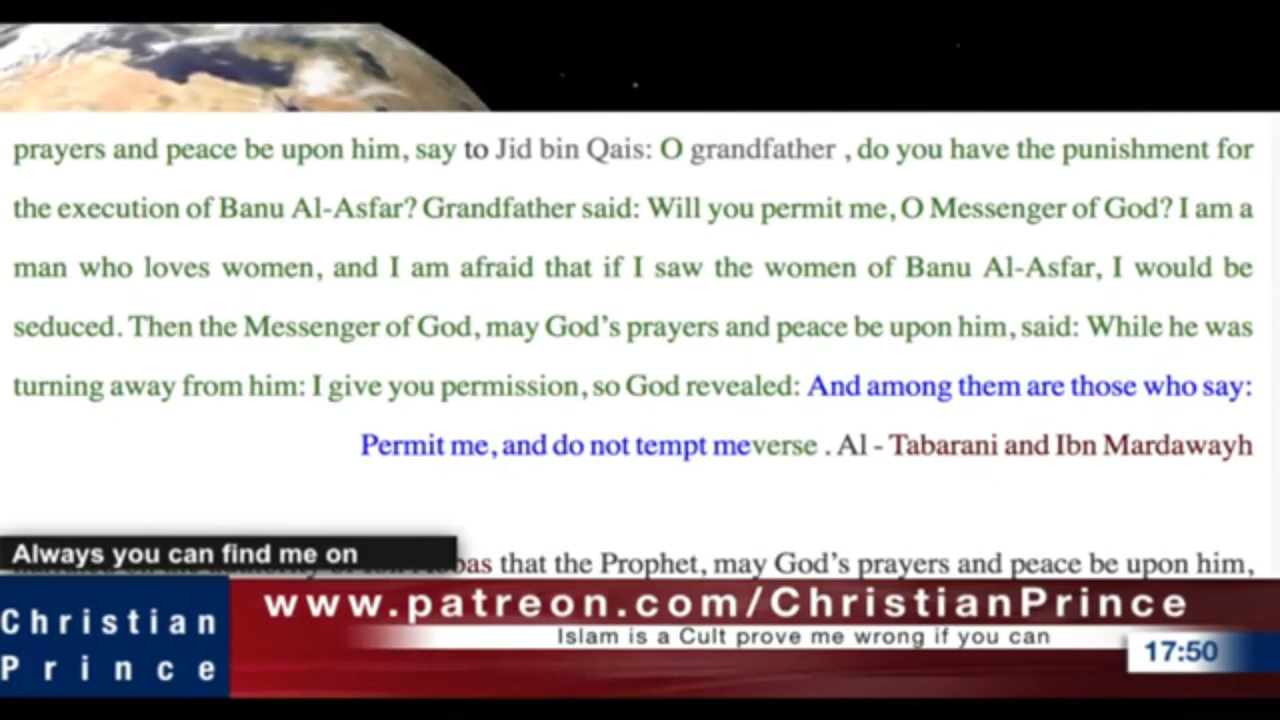 prayers and peace be upon him, say to Jid bin Qais: O grandfather , do you have the punishment for
the execution of Banu Al-Asfar? Grandfather said: Will you permit me, O Messenger of God? I am a
man who loves women, and I am afraid that if I saw the women of Banu Al-Asfar, I would be
seduced. Then the Messenger of God, may God's prayers and peace be upon him, said: While he was
turning away from him: I give you permission, so God revealed: And among them are those who say:
Permit me, and do not tempt meverse . Al - Tabarani and Ibn Mardawayh
that the Prophet, may God's prayers and peace be upon him,
Always you can find me on
www.patreon.com/ChristianPrince
Islam is a Cult prove me wrong if you can
Christian
Prince
17:50